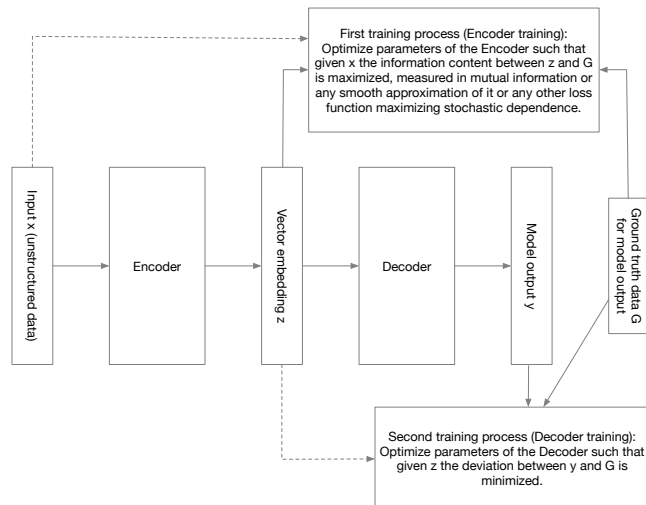 First training process (Encoder training):
Optimize parameters of the Encoder such that
given x the information content between z and G
is maximized, measured in mutual information or
any smooth approximation of it or any other loss
function maximizing stochastic dependence.
Input x (unstructured data)
Encoder
Vector embedding z
Decoder
Model output y
Ground truth data G
for model output
Second training process (Decoder training):
Optimize parameters of the Decoder such that
given z the deviation between y and G is
minimized.